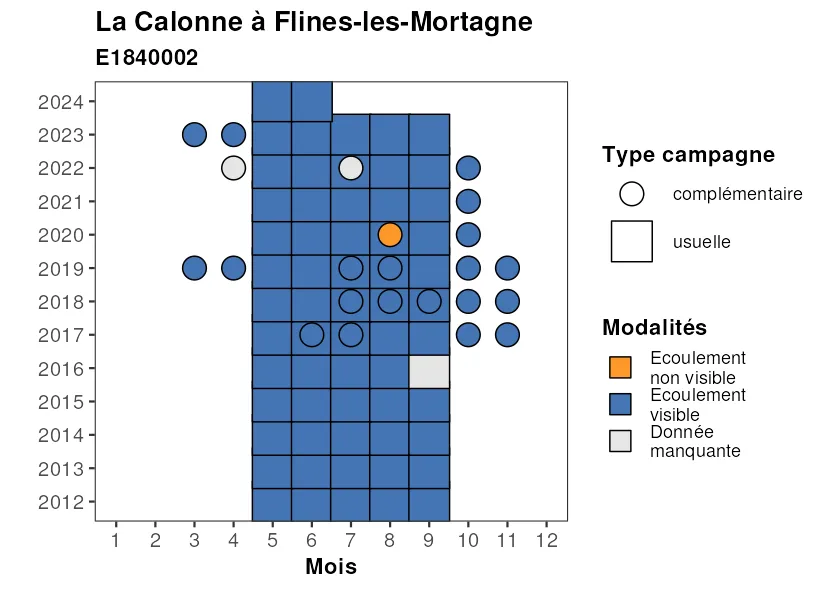 La Calonne à Flines-les-Mortagne
E1840002
2024
2023
2022
2021
2020
2019
2018
2017
2016
2015
2014
2013
2012
1 2 3 4 5 6 7 8 9 10 11 12
Mois
Type campagne
complémentaire
usuelle
Modalités
Ecoulement
non visible
Ecoulement
visible
Donnée
manquante